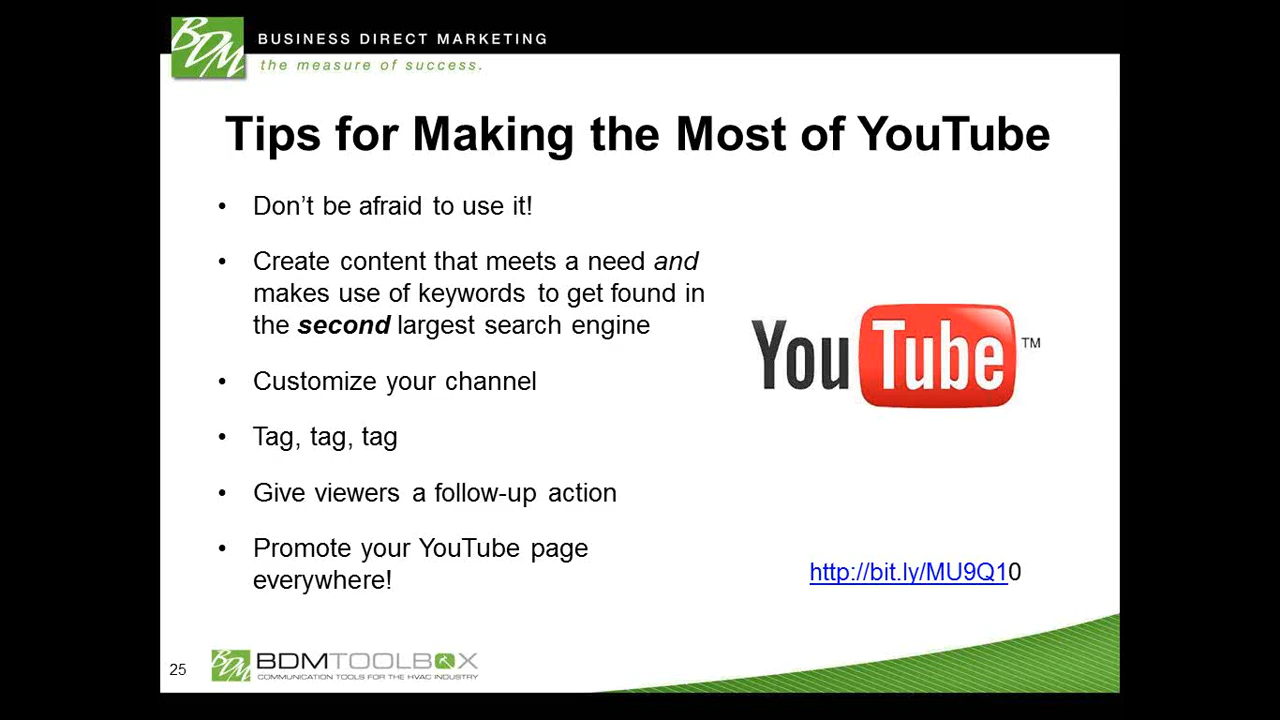 BDM
BUSINESS DIRECT MARKETING
the measure of success.
Tips for Making the Most of YouTube
• Don’t be afraid to use it!
• Create content that meets a need and
makes use of keywords to get found in
the second largest search engine
• Customize your channel
• Tag, tag, tag
• Give viewers a follow-up action
• Promote your YouTube page
everywhere!
YouTube™
http://bit.ly/MU9Q10
25
BDM BDMTOOLBOX
COMMUNICATION TOOLS FOR THE HVAC INDUSTRY